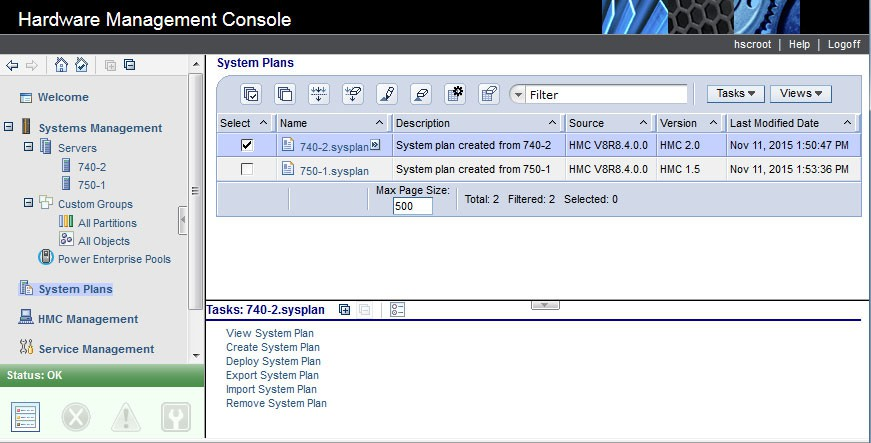 Hardware Management Console
hscroot | Help | Logoff
Welcome
Systems Management
Servers
740-2
750-1
Custom Groups
All Partitions
All Objects
Power Enterprise Pools
System Plans
HMC Management
Service Management
Status: OK
System Plans
Filter
Tasks
Views
Select Name Description Source Version Last Modified Date
740-2.sysplan System plan created from 740-2 HMC V8R8.4.0.0 HMC 2.0 Nov 11, 2015 1:50:47 PM
750-1.sysplan System plan created from 750-1 HMC V8R8.4.0.0 HMC 1.5 Nov 11, 2015 1:53:36 PM
Max Page Size:
500
Total: 2 Filtered: 2 Selected: 0
Tasks: 740-2.sysplan
View System Plan
Create System Plan
Deploy System Plan
Export System Plan
Import System Plan
Remove System Plan